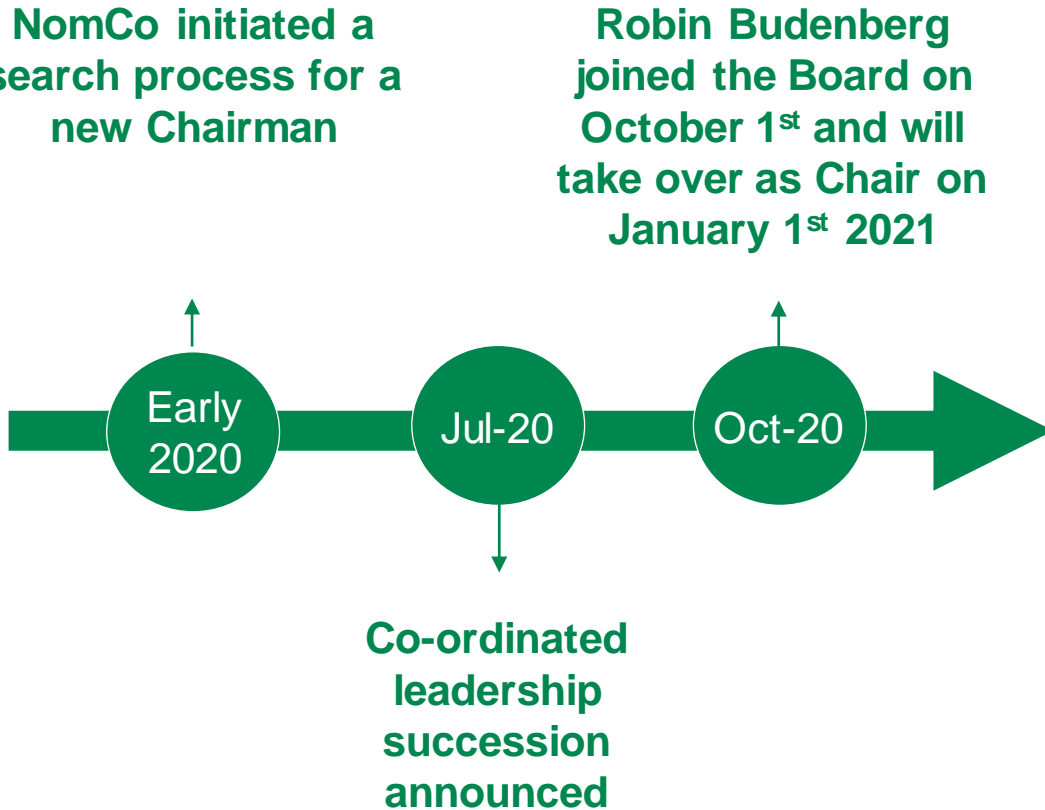 NomCo initiated a
search process for a
new Chairman
Robin Budenberg
joined the Board on
October 1st and will
take over as Chair on
January 1st 2021
Early
2020
Jul-20
Oct-20
Co-ordinated
leadership
succession
announced